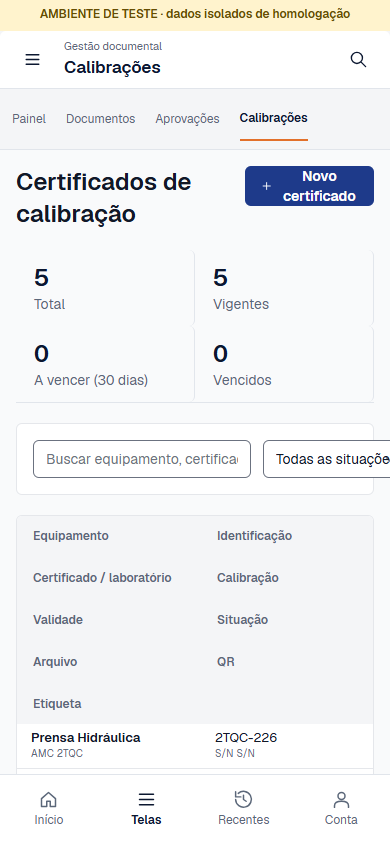 AMBIENTE DE TESTE · dados isolados de homologação
Gestão documental
Calibrações
Painel Documentos Aprovações Calibrações
Certificados de
calibração
+ Novo
certificado
5 5
Total Vigentes
0 0
A vencer (30 dias) Vencidos
Buscar equipamento, certifica Todas as situaçõe
Equipamento Identificação
Certificado / laboratório Calibração
Validade Situação
Arquivo QR
Etiqueta
Prensa Hidráulica 2TQC-226
AMC 2TQC S/N S/N
Início Telas Recentes Conta